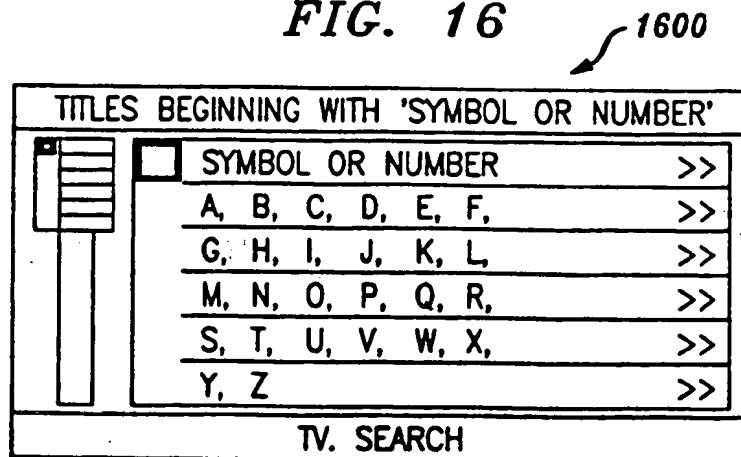 FIG. 16
1600
TITLES BEGINNING WITH 'SYMBOL OR NUMBER'
SYMBOL OR NUMBER >>
A, B, C, D, E, F, >>
G, H, I, J, K, L, >>
M, N, O, P, Q, R, >>
S, T, U, V, W, X, >>
Y, Z >>
TV. SEARCH